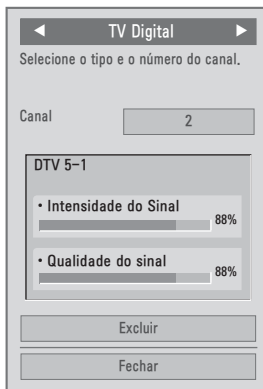 ◀ TV Digital ▶
Selecione o tipo e o número do canal.
Canal 2
DTV 5-1
• Intensidade do Sinal
88%
• Qualidade do sinal
88%
Excluir
Fechar